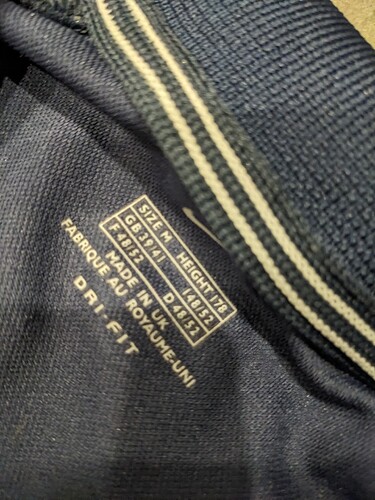 SIZE M HEIGHT 178
GB 39/41 I 48/52
F 48/52 D 48/52
MADE IN UK
FABRIQUE AU ROYAUME-UNI
DRI-FIT